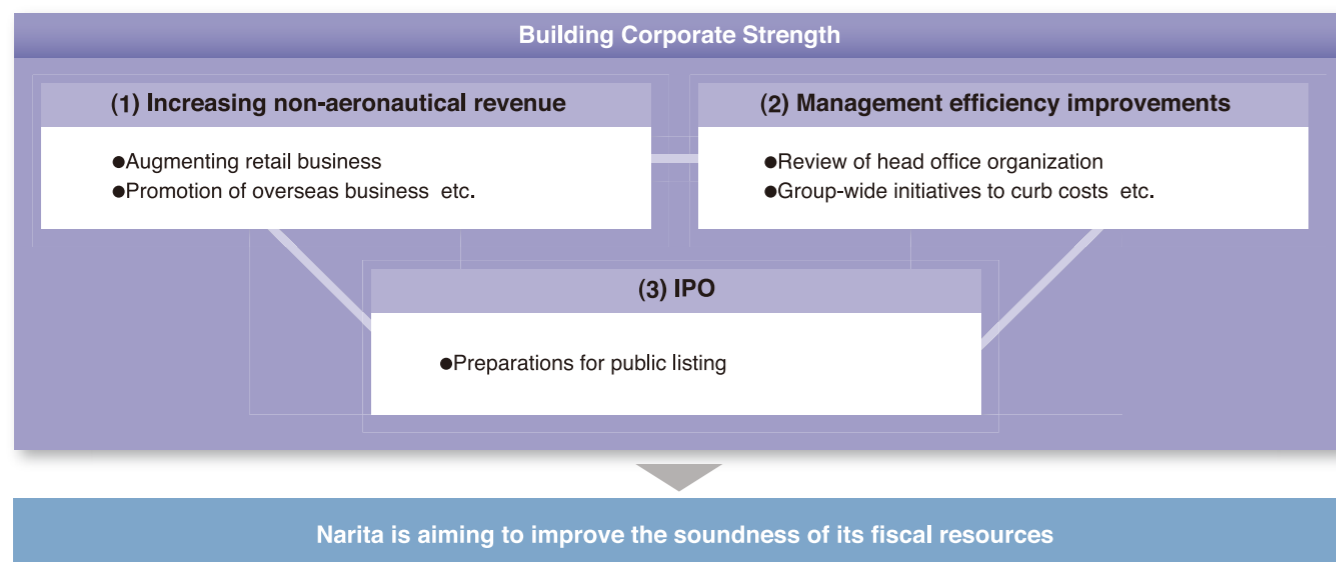 Building Corporate Strength
(1) Increasing non-aeronautical revenue
●Augmenting retail business
●Promotion of overseas business etc.
(2) Management efficiency improvements
●Review of head office organization
●Group-wide initiatives to curb costs etc.
(3) IPO
●Preparations for public listing
Narita is aiming to improve the soundness of its fiscal resources